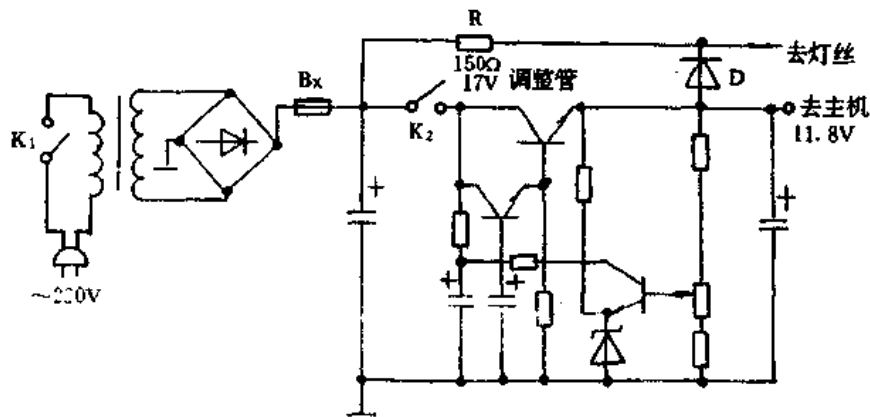 R
150Ω
17V 调整管
去灯丝
Bx
D
K₁
K₂
去主机
11.8V
+
+
+
+
～220V